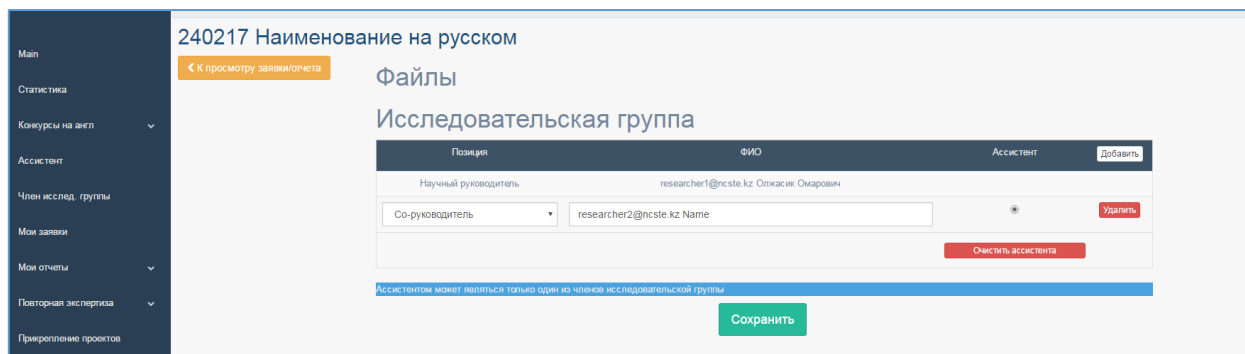 Main
Статистика
Конкурсы на англ
Ассистент
Член исслед. группы
Мои заявки
Мои отчеты
Повторная экспертиза
Прикрепление проектов
240217 Наименование на русском
К просмотру заявки/отчета
Файлы
Исследовательская группа
Позиция ФИО Ассистент Добавить
Научный руководитель researcher1@ncste.kz Олжасик Омарович
Со-руководитель researcher2@ncste.kz Name Удалить
Очистить ассистента
Ассистентом может являться только один из членов исследовательской группы
Сохранить